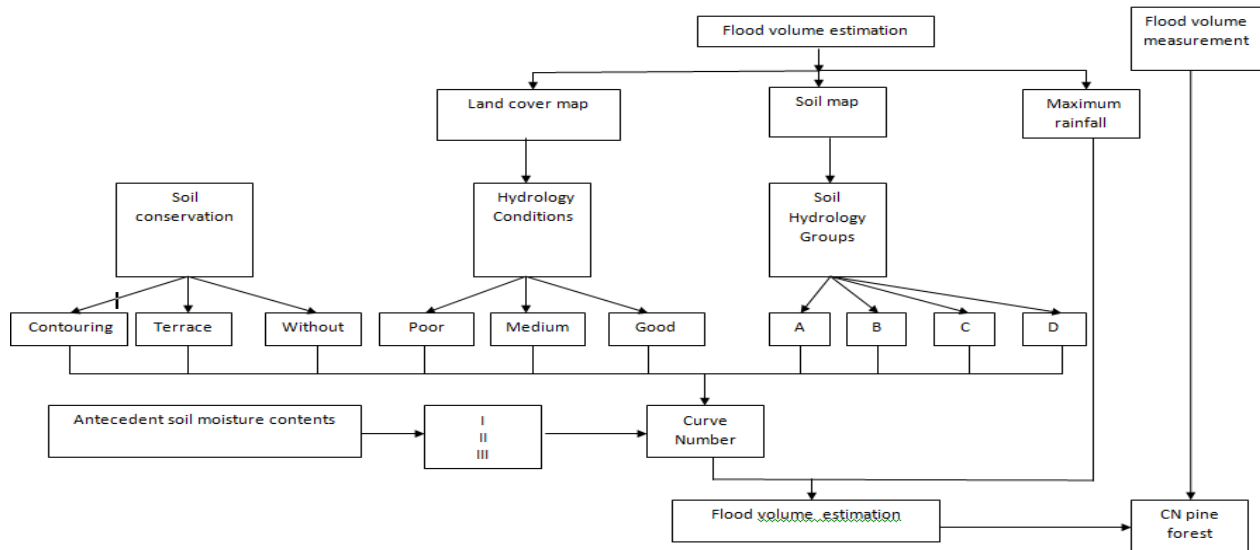 Flood volume estimation
Flood volume
measurement
Land cover map
Soil map
Maximum
rainfall
Soil
conservation
Hydrology
Conditions
Soil
Hydrology
Groups
Contouring
Terrace
Without
Poor
Medium
Good
A
B
C
D
Antecedent soil moisture contents
I
II
III
Curve
Number
Flood volume estimation
CN pine
forest